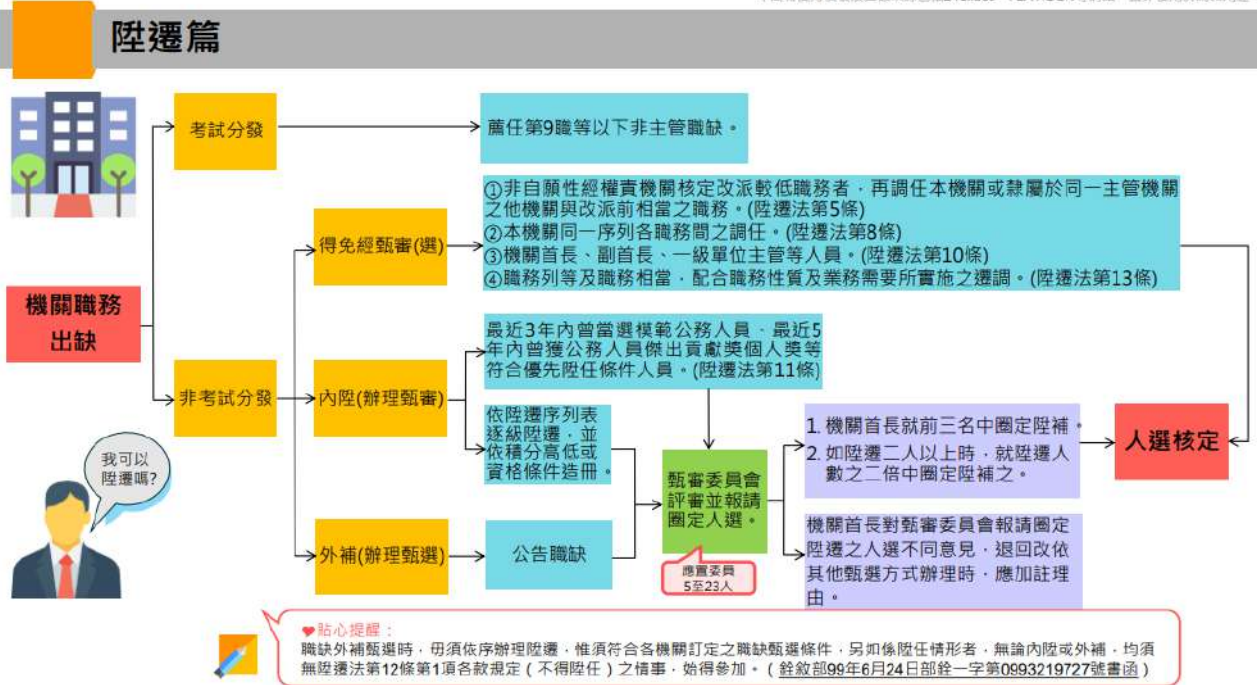 陞遷篇
考試分發
薦任第9職等以下非主管職缺。
①非自願性經權責機關核定改派較低職務者，再調任本機關或隸屬於同一主管機關
之他機關與改派前相當之職務。(陞遷法第5條)
②本機關同一序列各職務間之調任。(陞遷法第8條)
③機關首長、副首長、一級單位主管等人員。(陞遷法第10條)
④職務列等及職務相當，配合職務性質及業務需要所實施之遷調。(陞遷法第13條)
得免經甄審(選)
機關職務
出缺
最近3年內曾當選模範公務人員、最近5
年內曾獲公務人員傑出貢獻獎個人獎等
符合優先陞任條件人員。(陞遷法第11條)
非考試分發
內陞(辦理甄審)
依陞遷序列表
逐級陞遷，並
依積分高低或
資格條件造冊。
1. 機關首長就前三名中圈定陞補。
2. 如陞遷二人以上時，就陞遷人
數之二倍中圈定陞補之。
人選核定
我可以
陞遷嗎?
甄審委員會
評審並報請
圈定人選。
外補(辦理甄選)
公告職缺
機關首長對甄審委員會報請圈定
陞遷之人選不同意見，退回改依
其他甄選方式辦理時，應加註理
由。
應置委員
5至23人
❤貼心提醒：
職缺外補甄選時，毋須依序辦理陞遷，惟須符合各機關訂定之職缺甄選條件，另如係陞任情形者，無論內陞或外補，均須
無陞遷法第12條第1項各款規定（不得陞任）之情事，始得參加。（銓敘部99年6月24日部銓一字第0993219727號書函）